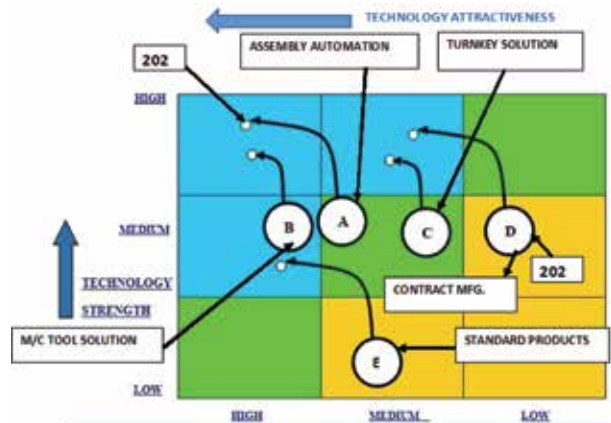 TECHNOLOGY ATTRACTIVENESS
ASSEMBLY AUTOMATION
TURNKEY SOLUTION
202
HIGH
MEDIUM
B
A
C
D
202
TECHNOLOGY
STRENGTH
CONTRACT MFG.
M/C TOOL SOLUTION
STANDARD PRODUCTS
E
LOW
HIGH
MEDIUM
LOW